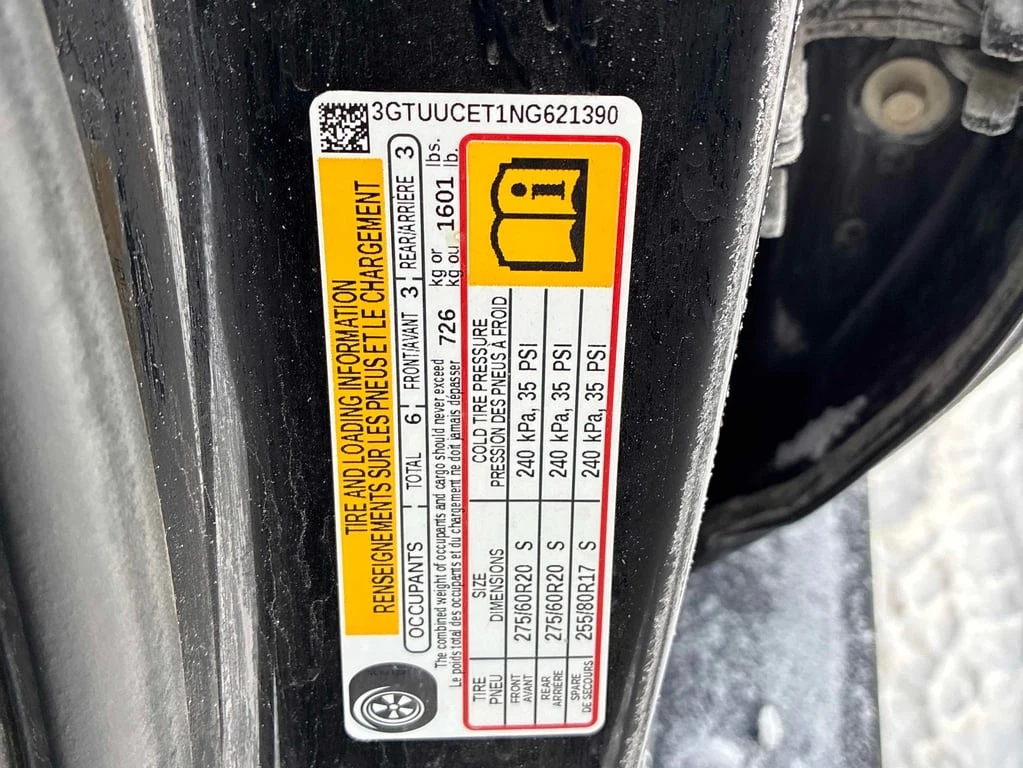 3GTUUCET1NG621390
TIRE AND LOADING INFORMATION
RENSEIGNEMENTS SUR LES PNEUS ET LE CHARGEMENT
OCCUPANTS TOTAL 6 FRONT/AVANT 3 REAR/ARRIERE 3
The combined weight of occupants and cargo should never exceed 726 kg or 1601 lbs.
Le poids total des occupants et du chargement ne doit jamais dépasser kg ou lb.
TIRE SIZE COLD TIRE PRESSURE
PNEU DIMENSIONS PRESSION DES PNEUS À FROID
FRONT
AVANT 275/60R20 S 240 kPa, 35 PSI
REAR
ARRIERE 275/60R20 S 240 kPa, 35 PSI
SPARE
DE SECOURS 255/80R17 S 240 kPa, 35 PSI